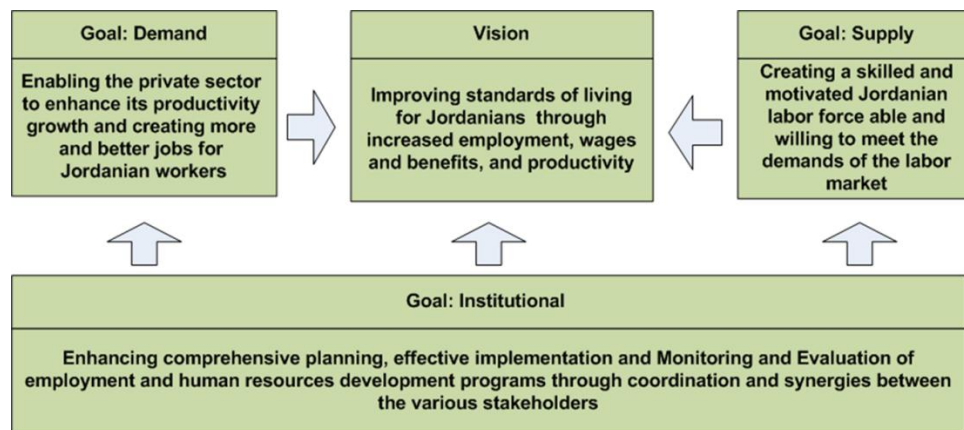 Goal: Demand
Enabling the private sector
to enhance its productivity
growth and creating more
and better jobs for
Jordanian workers
Vision
Improving standards of living
for Jordanians through
increased employment, wages
and benefits, and productivity
Goal: Supply
Creating a skilled and
motivated Jordanian
labor force able and
willing to meet the
demands of the labor
market
Goal: Institutional
Enhancing comprehensive planning, effective implementation and Monitoring and Evaluation of
employment and human resources development programs through coordination and synergies between
the various stakeholders